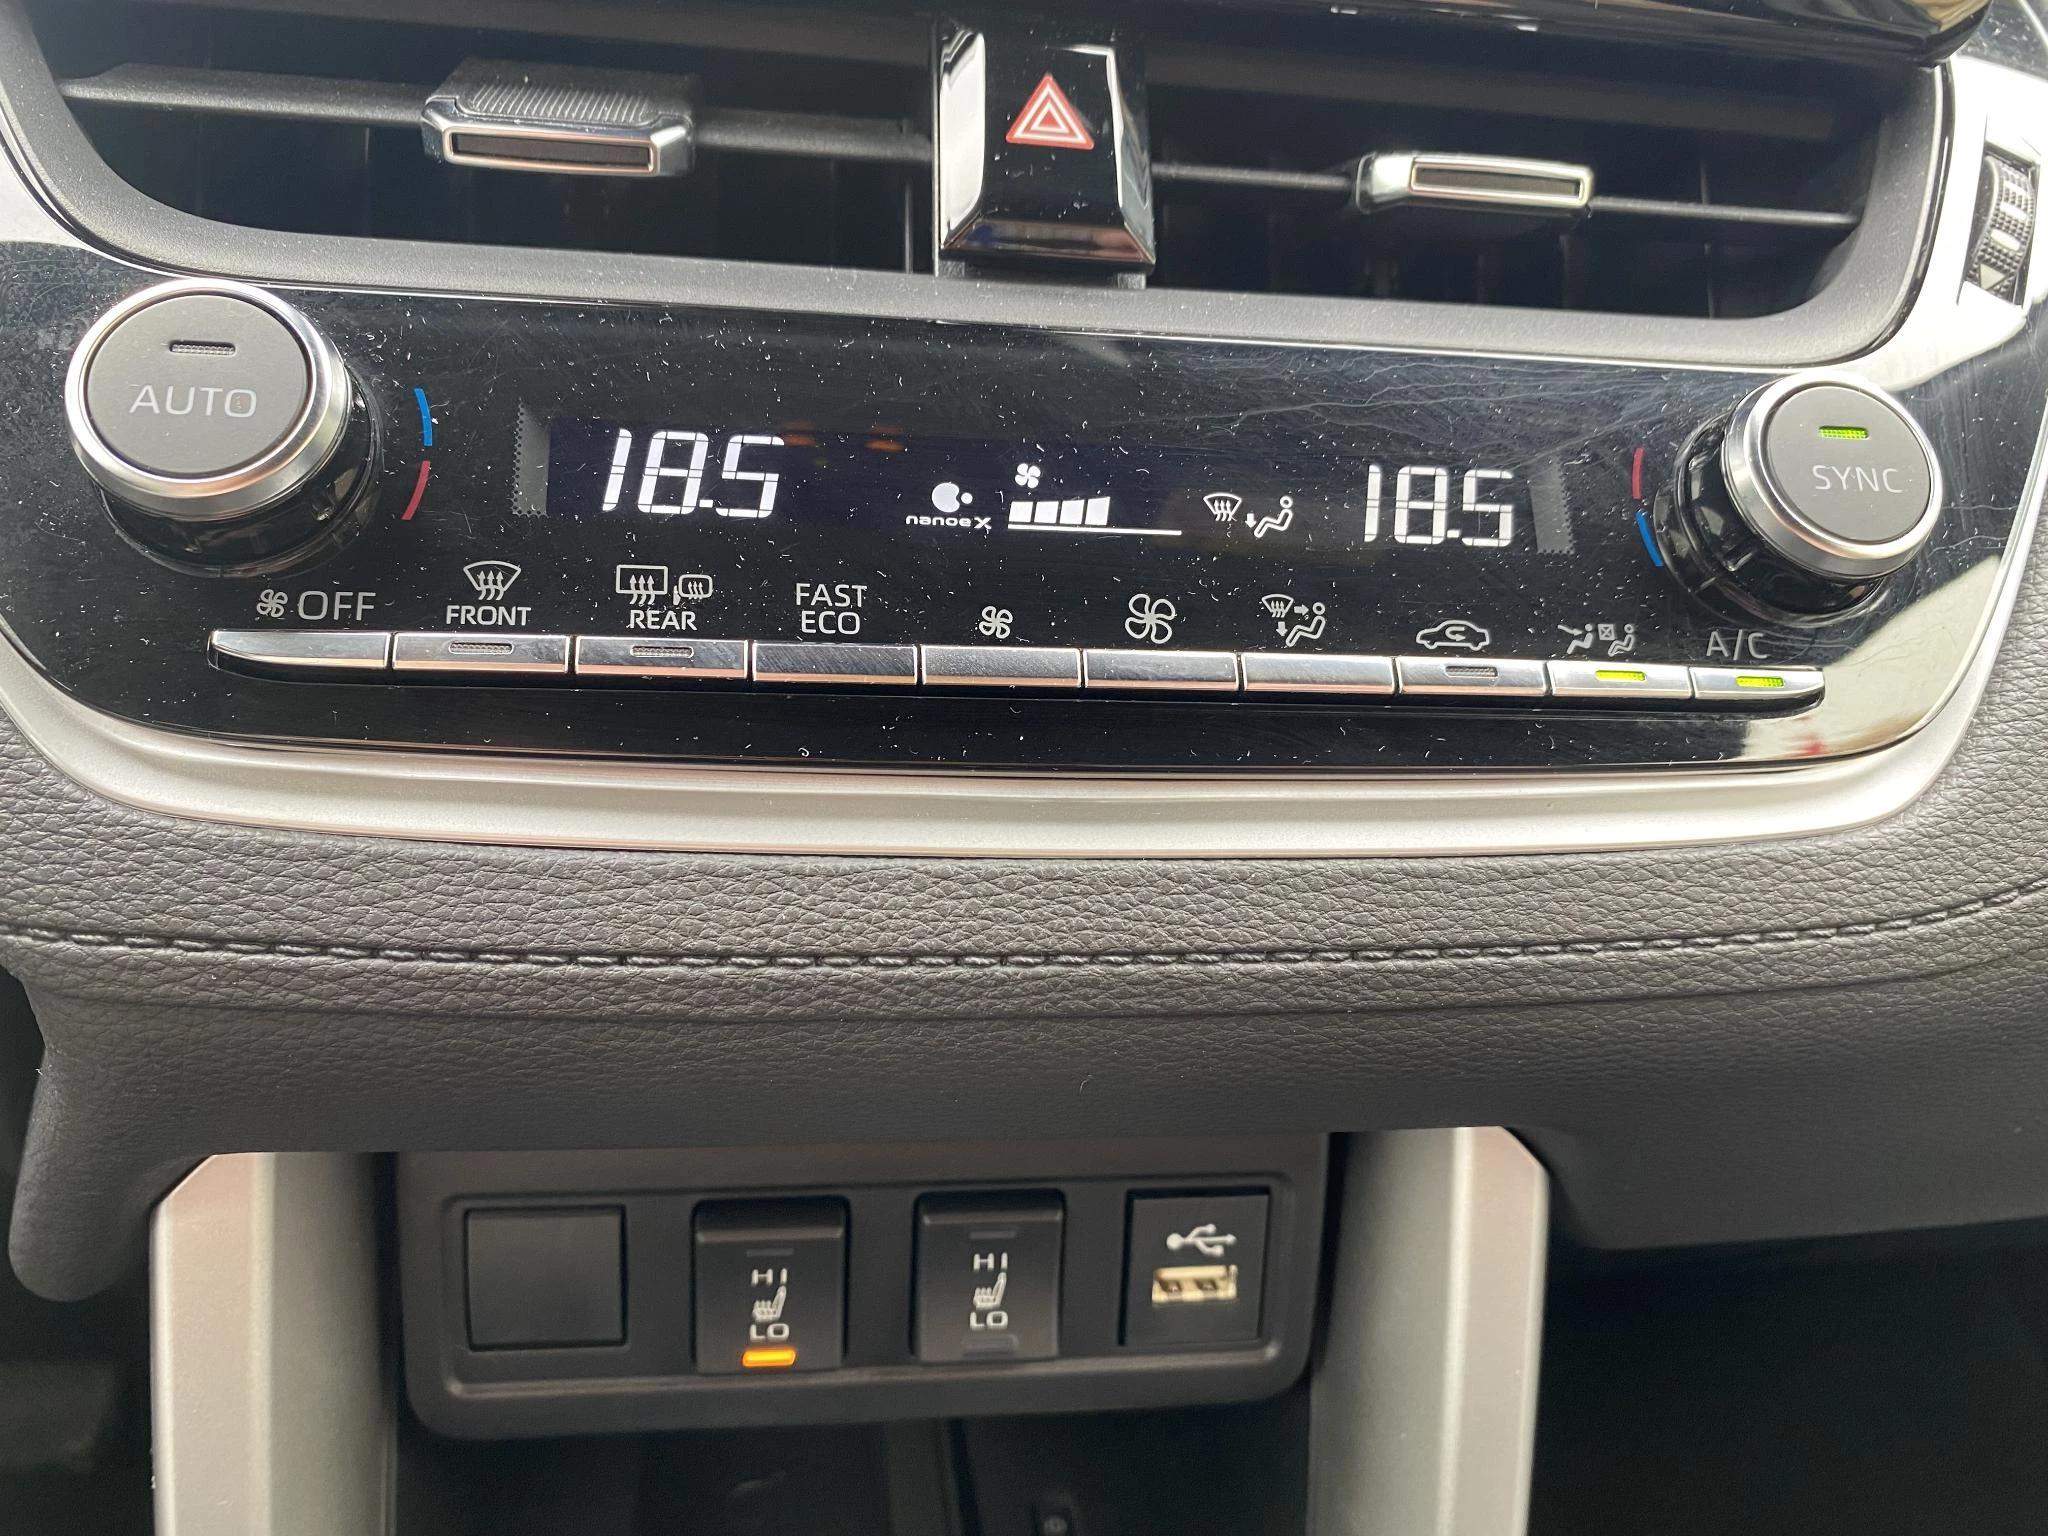 AUTO
18.5
nanoe X
18.5
SYNC
OFF
FRONT
REAR
FAST
ECO
A/C
HI
LO
HI
LO